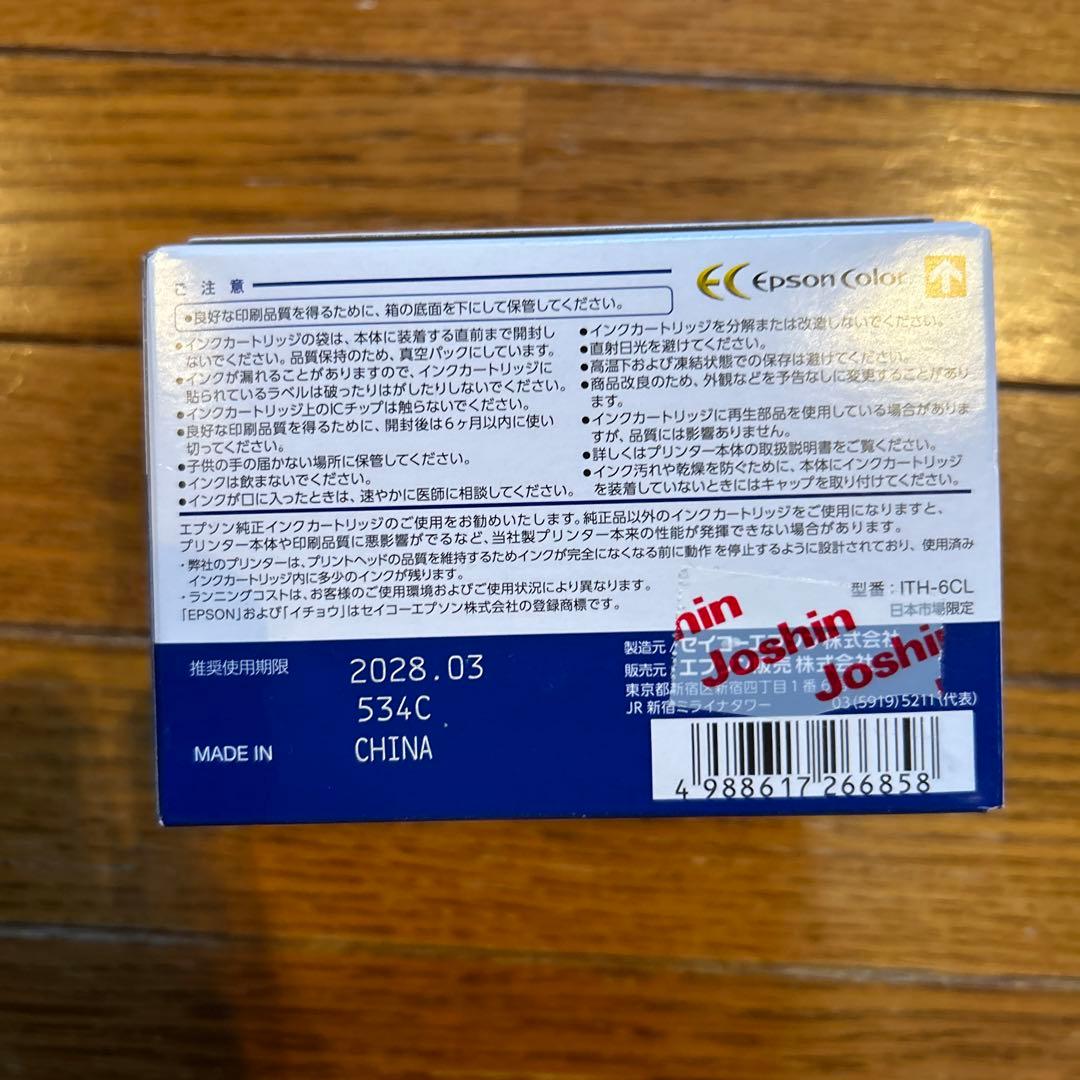 ご注意
EC Epson Color
●良好な印刷品質を得るために、箱の底面を下にして保管してください。
●インクカートリッジの袋は、本体に装着する直前まで開封し
ないでください。品質保持のため、真空パックにしています。
●インクが漏れることがありますので、インクカートリッジに
貼られているラベルは破ったりはがしたりしないでください。
●インクカートリッジ上のICチップは触らないでください。
●良好な印刷品質を得るために、開封後は6ヶ月以内に使い
切ってください。
●子供の手の届かない場所に保管してください。
●インクは飲まないでください。
●インクが口に入ったときは、速やかに医師に相談してください。
●インクカートリッジを分解または改造しないでください。
●直射日光を避けてください。
●高温下および凍結状態での保存は避けてください。
●商品改良のため、外観などを予告なしに変更することがあり
ます。
●インクカートリッジに再生部品を使用している場合がありま
すが、品質には影響ありません。
●詳しくはプリンター本体の取扱説明書をご覧ください。
●インク汚れや乾燥を防ぐために、本体にインクカートリッジ
を装着していないときにはキャップを取り付けてください。
エプソン純正インクカートリッジのご使用をお勧めいたします。純正品以外のインクカートリッジをご使用になりますと、
プリンター本体や印刷品質に悪影響がでるなど、当社製プリンター本来の性能が発揮できない場合があります。
・弊社のプリンターは、プリントヘッドの品質を維持するためインクが完全になくなる前に動作を停止するように設計されており、使用済み
インクカートリッジ内に多少のインクが残ります。
・ランニングコストは、お客様のご使用環境およびご使用状況により異なります。
「EPSON」および「イチョウ」はセイコーエプソン株式会社の登録商標です。
型番：ITH-6CL
日本市場限定
shin
Joshin
Joshin
製造元/セイコーエ 株式会社
販売元/エプ 販売 株式会社
東京都新宿区新宿四丁目1番6
JR 新宿ミライナタワー 03(5919)5211(代表)
推奨使用期限 2028.03
534C
MADE IN CHINA
4 988617 266858